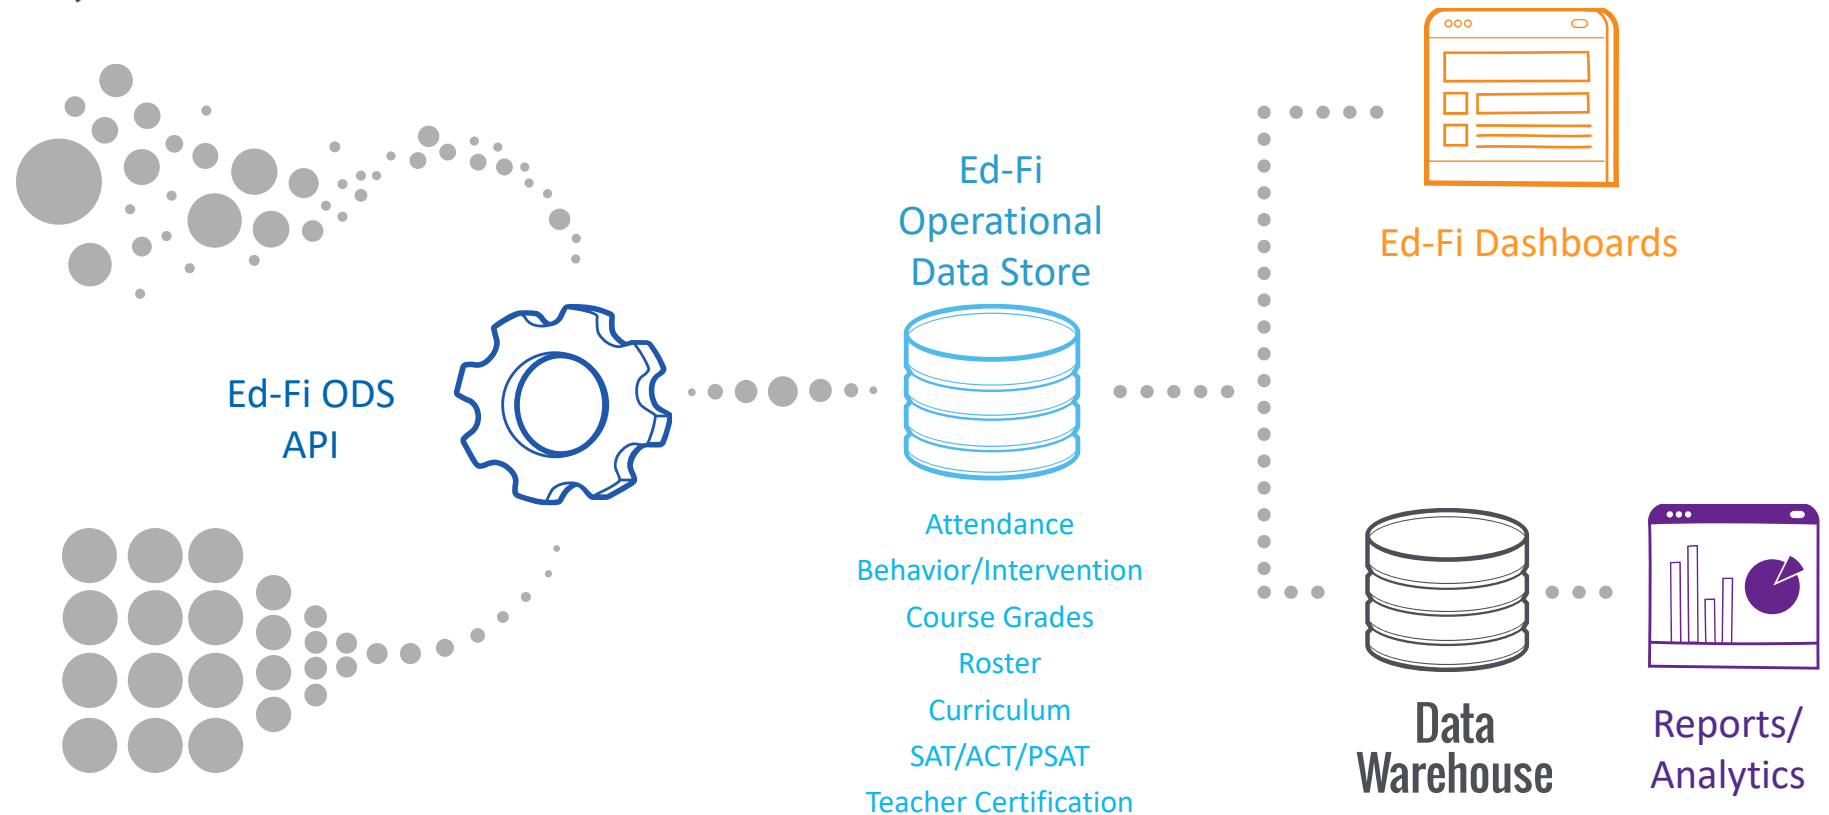 Ed-Fi ODS
API
Ed-Fi
Operational
Data Store
Attendance
Behavior/Intervention
Course Grades
Roster
Curriculum
SAT/ACT/PSAT
Teacher Certification
Ed-Fi Dashboards
Data
Warehouse
Reports/
Analytics